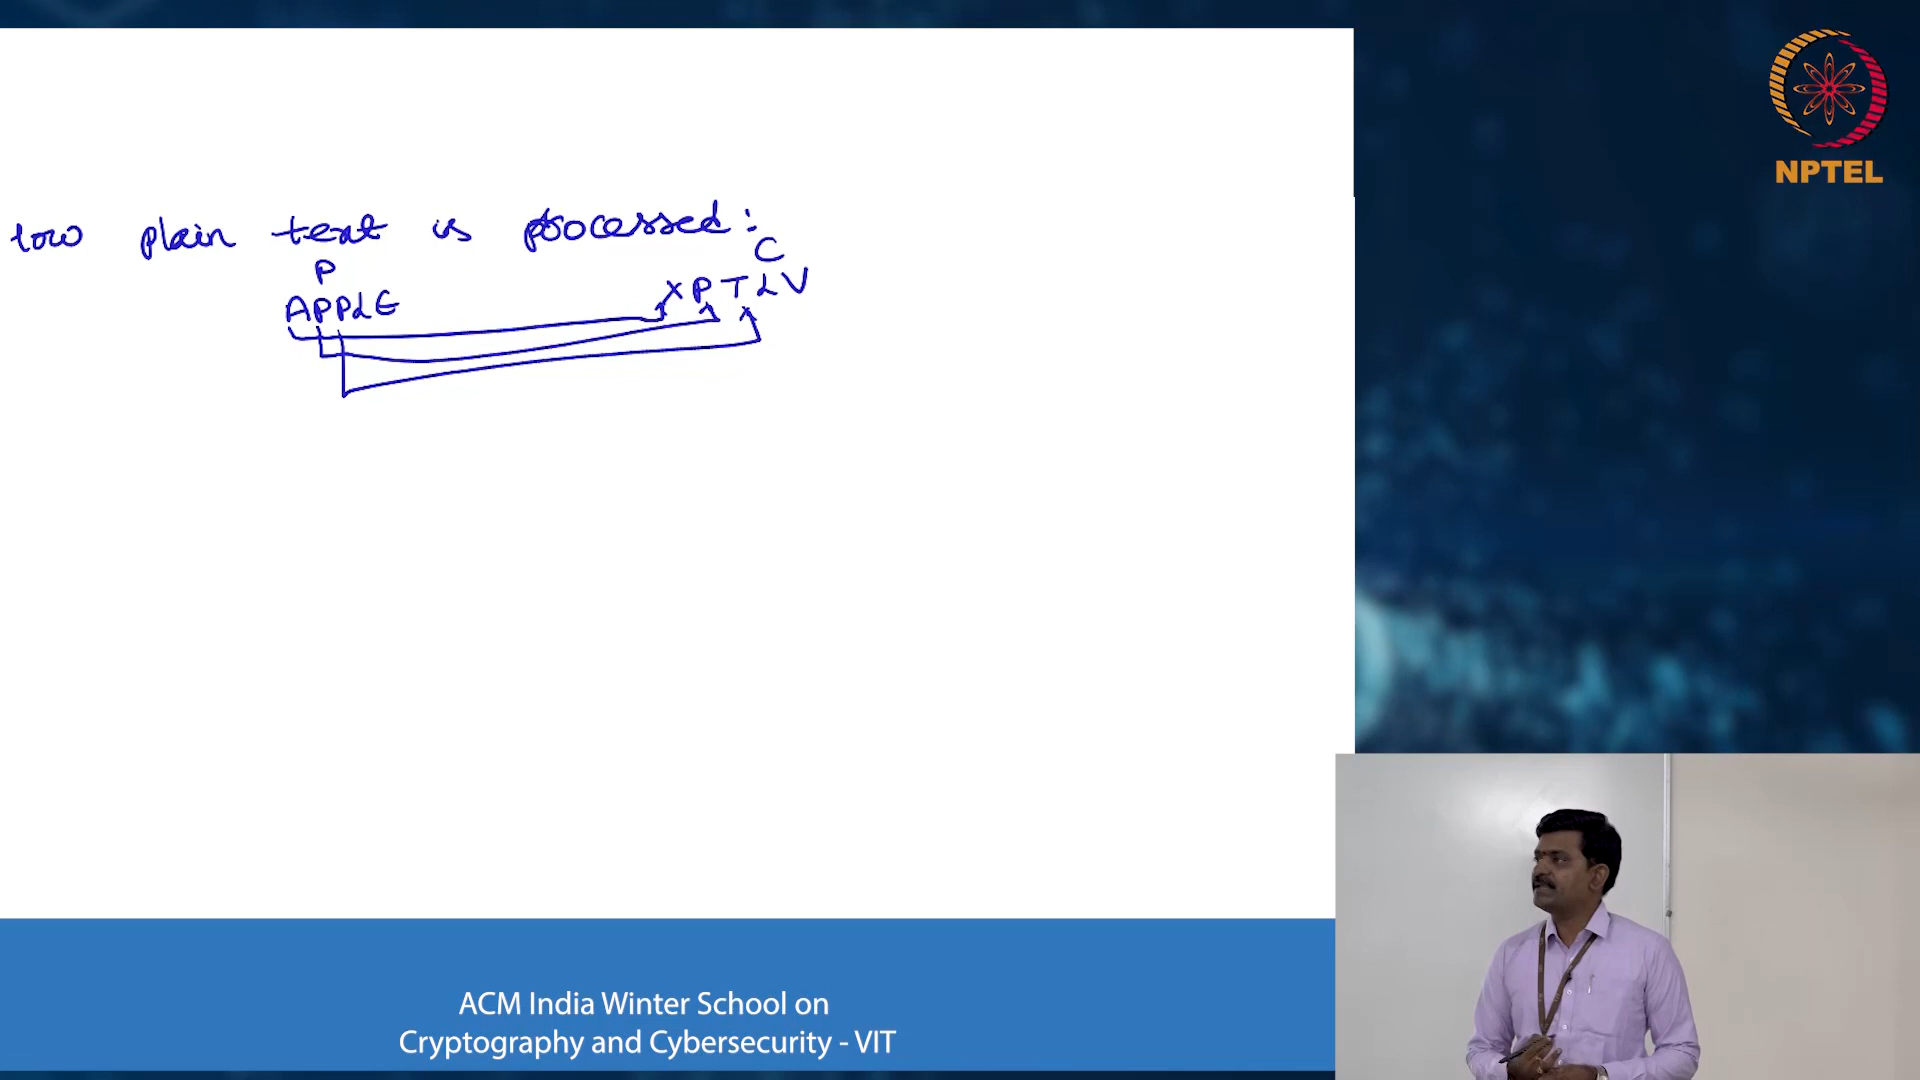 how plain text is processed:
P C
APPLE XPTLV
NPTEL
ACM India Winter School on
Cryptography and Cybersecurity - VIT